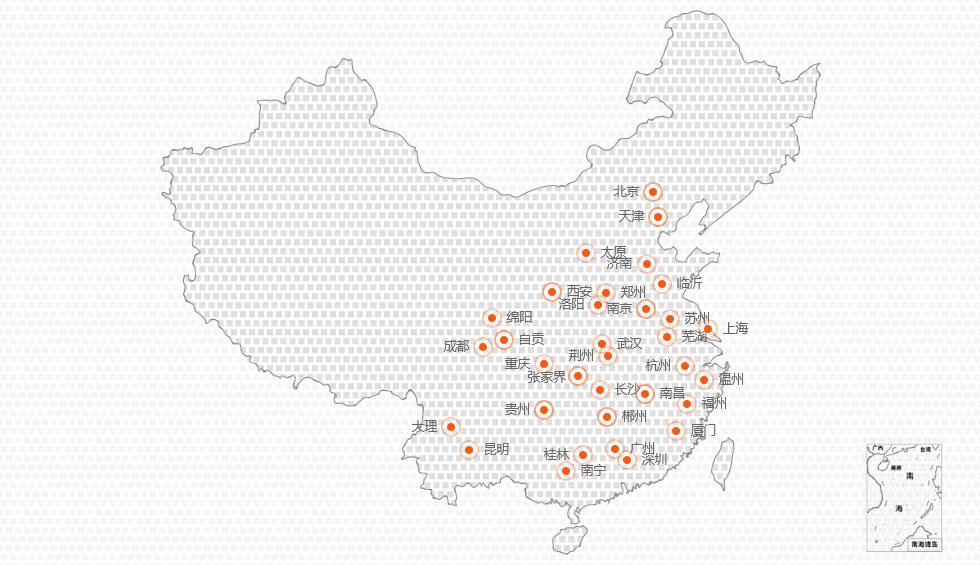 北京
天津
太原
济南
临沂
西安
郑州
洛阳
南京
绵阳
苏州
上海
自贡
芜湖
成都
武汉
荆州
重庆
杭州
张家界
温州
长沙
南昌
福州
贵州
郴州
大理
厦门
昆明
广州
桂林
深圳
南宁
广西
台湾
海南
南
海
南海诸岛